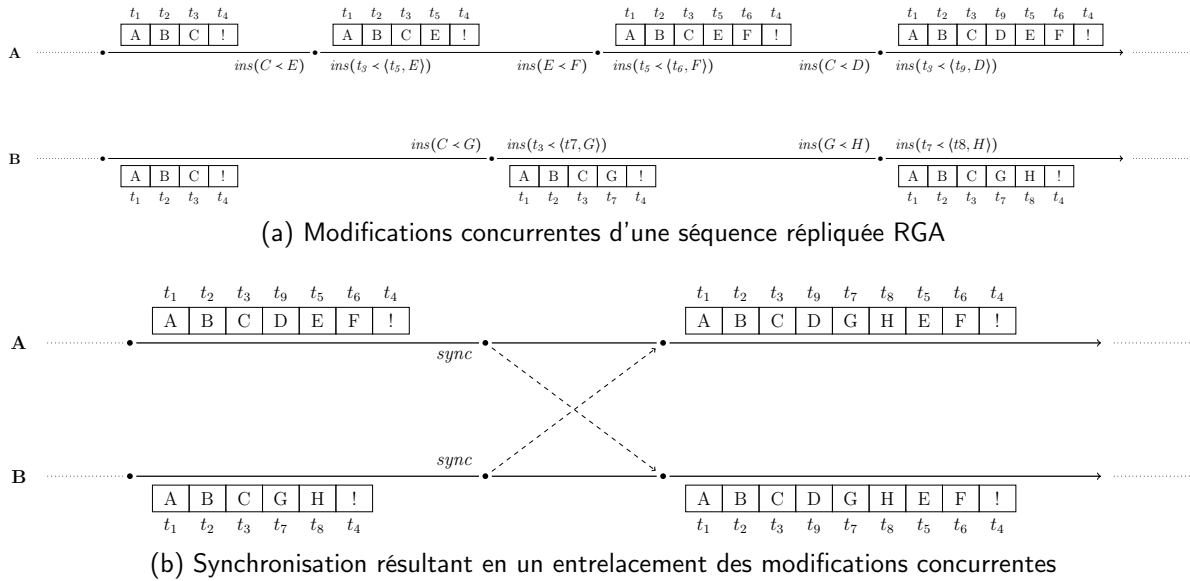 t₁ t₂ t₃ t₄ t₁ t₂ t₃ t₅ t₄ t₁ t₂ t₃ t₅ t₆ t₄ t₁ t₂ t₃ t₉ t₅ t₆ t₄
A B C ! A B C E ! A B C E F ! A B C D E F !
A
ins(C ≺ E) ins(t₃ ≺ ⟨t₅, E⟩) ins(E ≺ F) ins(t₅ ≺ ⟨t₆, F⟩) ins(C ≺ D) ins(t₃ ≺ ⟨t₉, D⟩)
ins(C ≺ G) ins(t₃ ≺ ⟨t7, G⟩) ins(G ≺ H) ins(t₇ ≺ ⟨t8, H⟩)
B
A B C ! A B C G ! A B C G H !
t₁ t₂ t₃ t₄ t₁ t₂ t₃ t₇ t₄ t₁ t₂ t₃ t₇ t₈ t₄
(a) Modifications concurrentes d'une séquence répliquée RGA
t₁ t₂ t₃ t₉ t₅ t₆ t₄ t₁ t₂ t₃ t₉ t₇ t₈ t₅ t₆ t₄
A B C D E F ! A B C D G H E F !
A
sync
sync
B
A B C G H ! A B C D G H E F !
t₁ t₂ t₃ t₇ t₈ t₄ t₁ t₂ t₃ t₉ t₇ t₈ t₅ t₆ t₄
(b) Synchronisation résultant en un entrelacement des modifications concurrentes